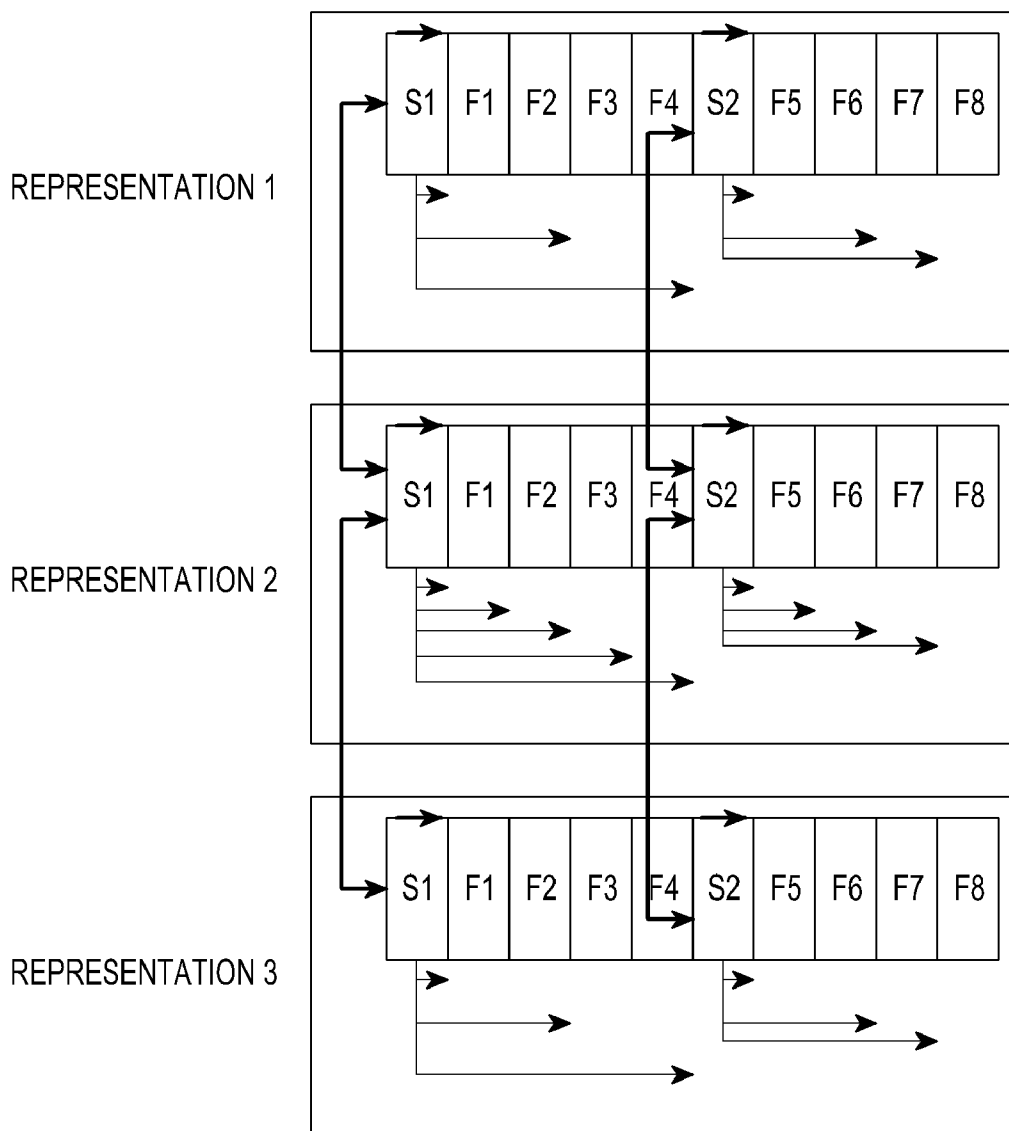 S1 F1 F2 F3 F4 S2 F5 F6 F7 F8
REPRESENTATION 1
S1 F1 F2 F3 F4 S2 F5 F6 F7 F8
REPRESENTATION 2
S1 F1 F2 F3 F4 S2 F5 F6 F7 F8
REPRESENTATION 3